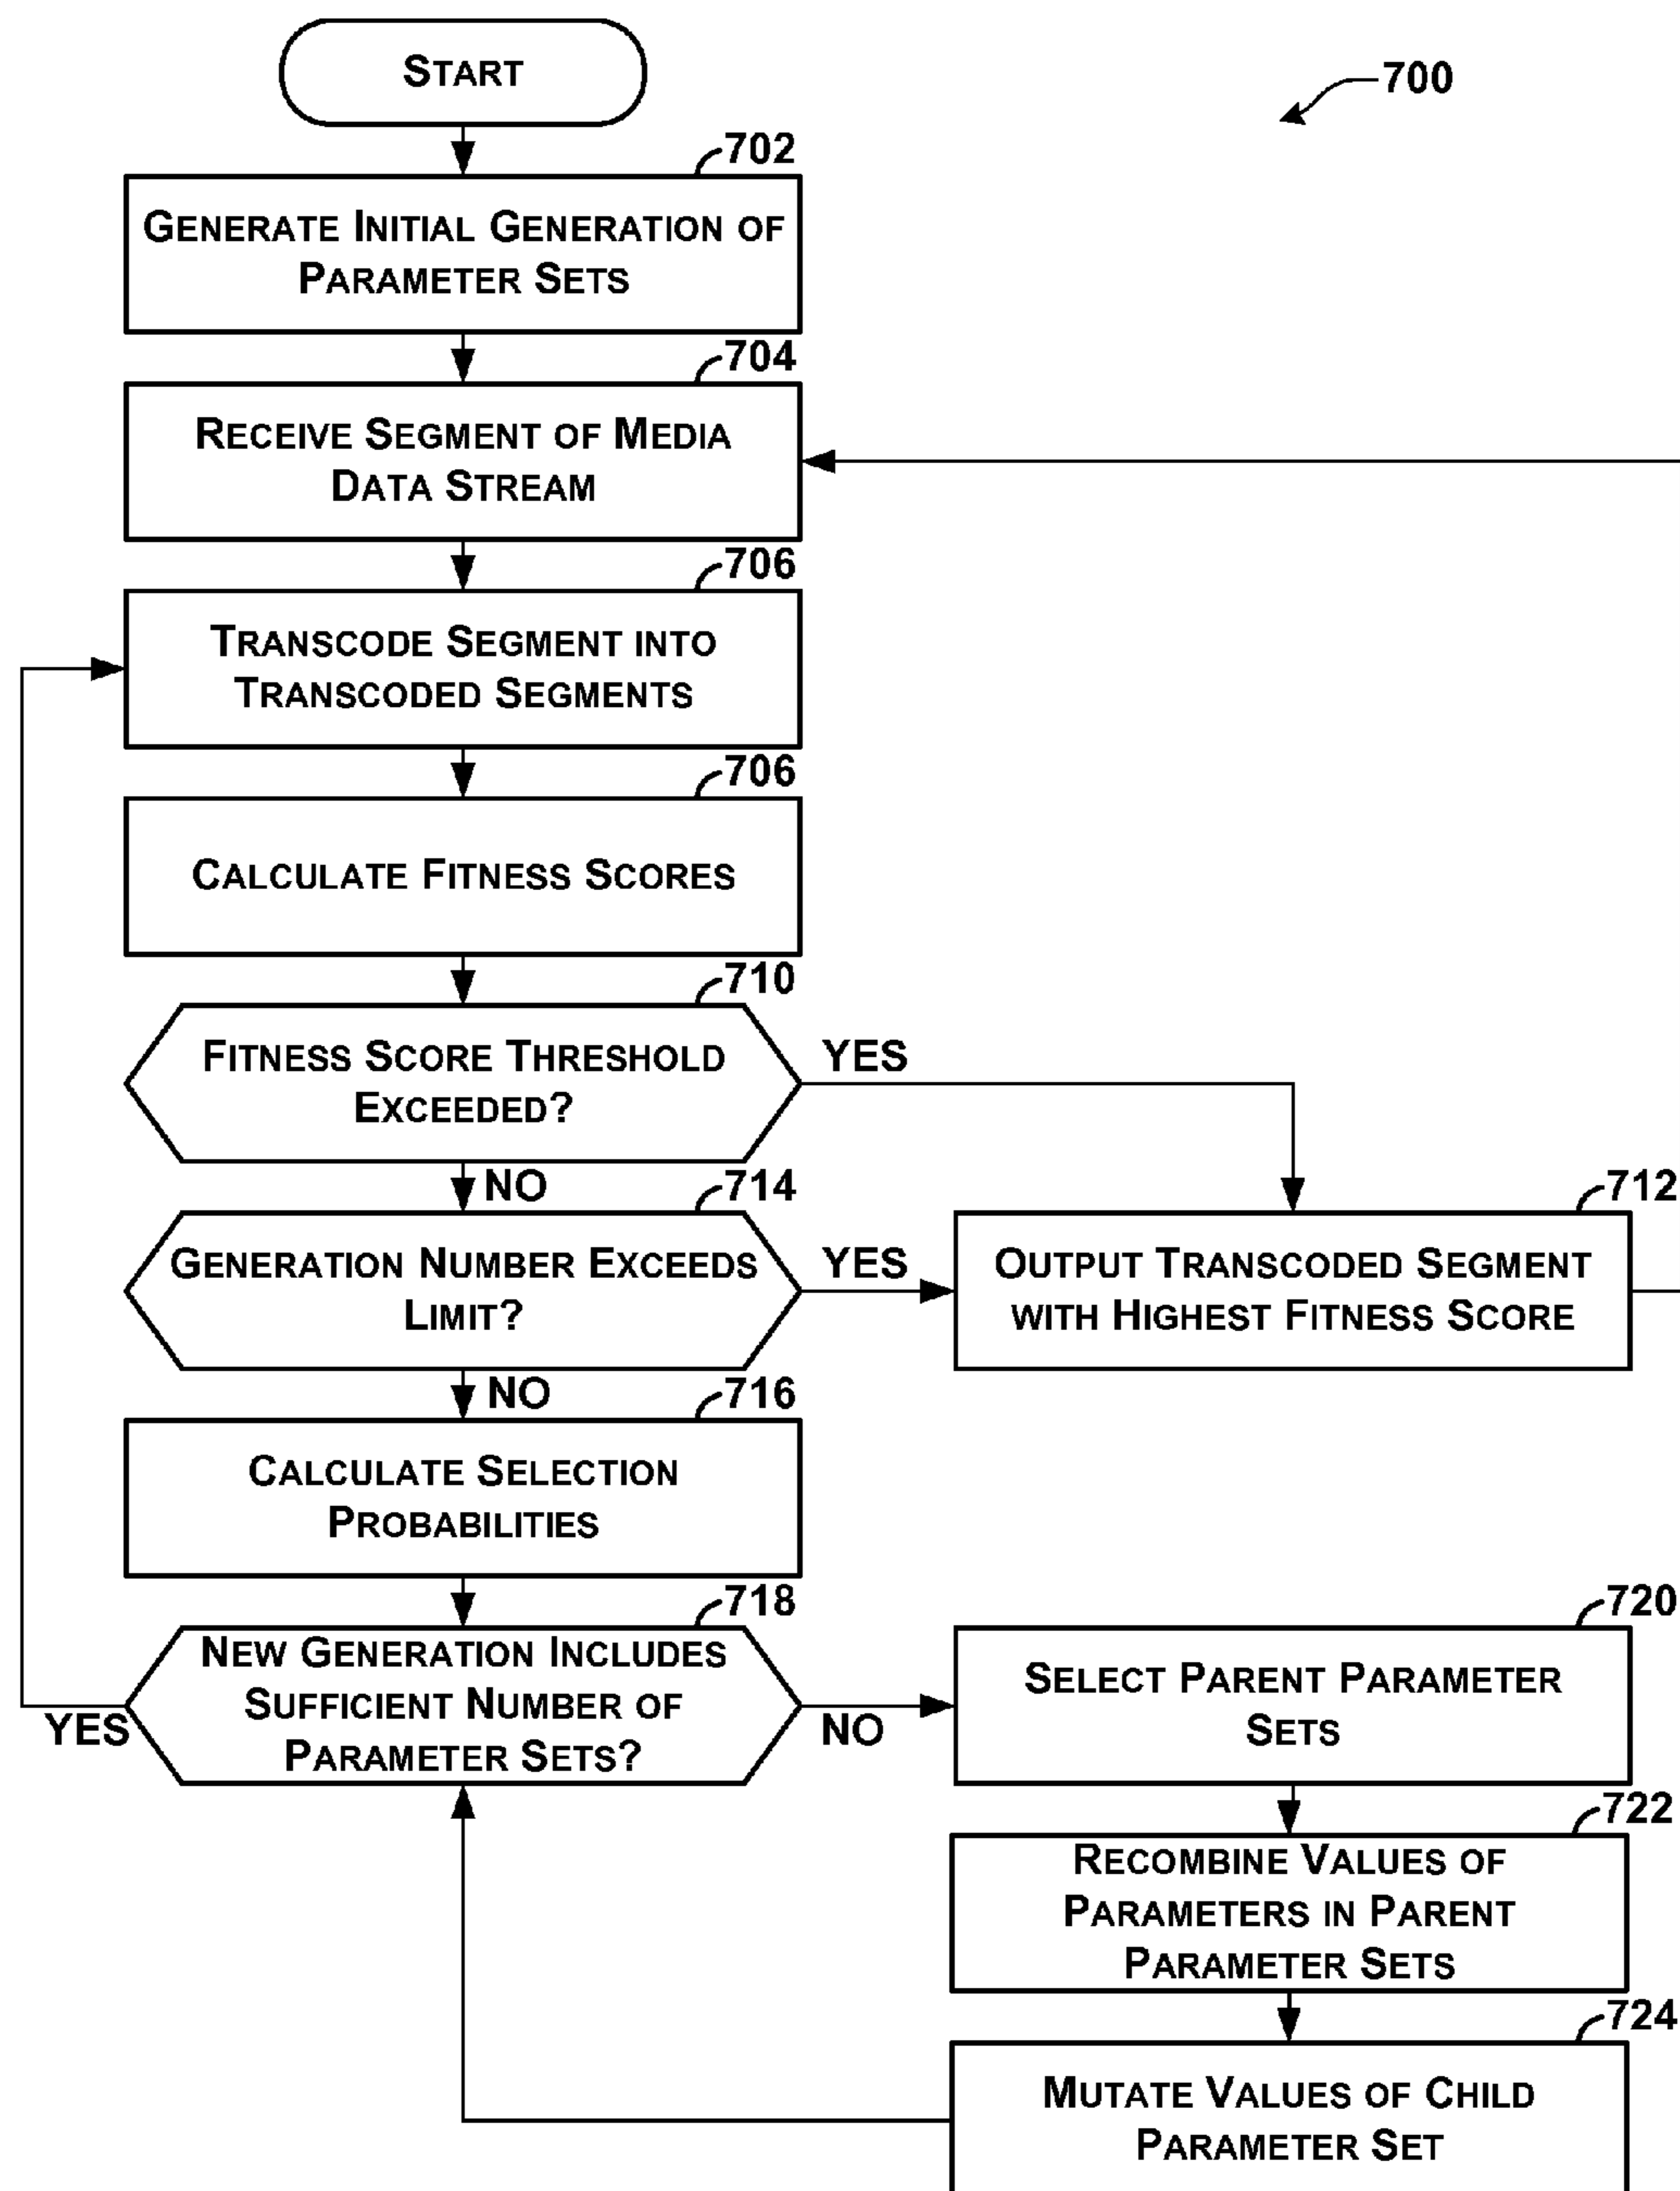 START
700
702
GENERATE INITIAL GENERATION OF
PARAMETER SETS
704
RECEIVE SEGMENT OF MEDIA
DATA STREAM
706
TRANSCODE SEGMENT INTO
TRANSCODED SEGMENTS
706
CALCULATE FITNESS SCORES
710
FITNESS SCORE THRESHOLD
EXCEEDED?
YES
NO
714
GENERATION NUMBER EXCEEDS
LIMIT?
YES
712
OUTPUT TRANSCODED SEGMENT
WITH HIGHEST FITNESS SCORE
NO
716
CALCULATE SELECTION
PROBABILITIES
718
NEW GENERATION INCLUDES
SUFFICIENT NUMBER OF
PARAMETER SETS?
YES
NO
720
SELECT PARENT PARAMETER
SETS
722
RECOMBINE VALUES OF
PARAMETERS IN PARENT
PARAMETER SETS
724
MUTATE VALUES OF CHILD
PARAMETER SET